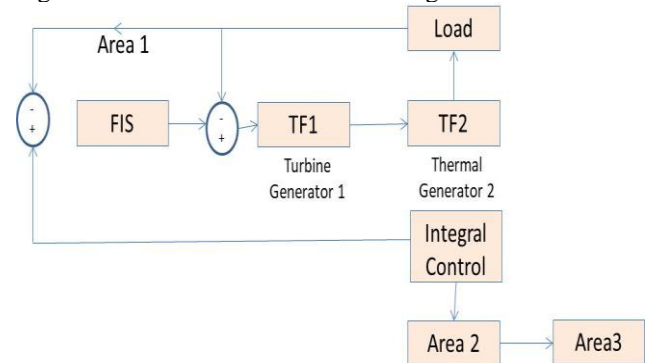 Load
Area 1
-
+
FIS
-
+
TF1
TF2
Turbine
Generator 1
Thermal
Generator 2
Integral
Control
Area 2
Area3